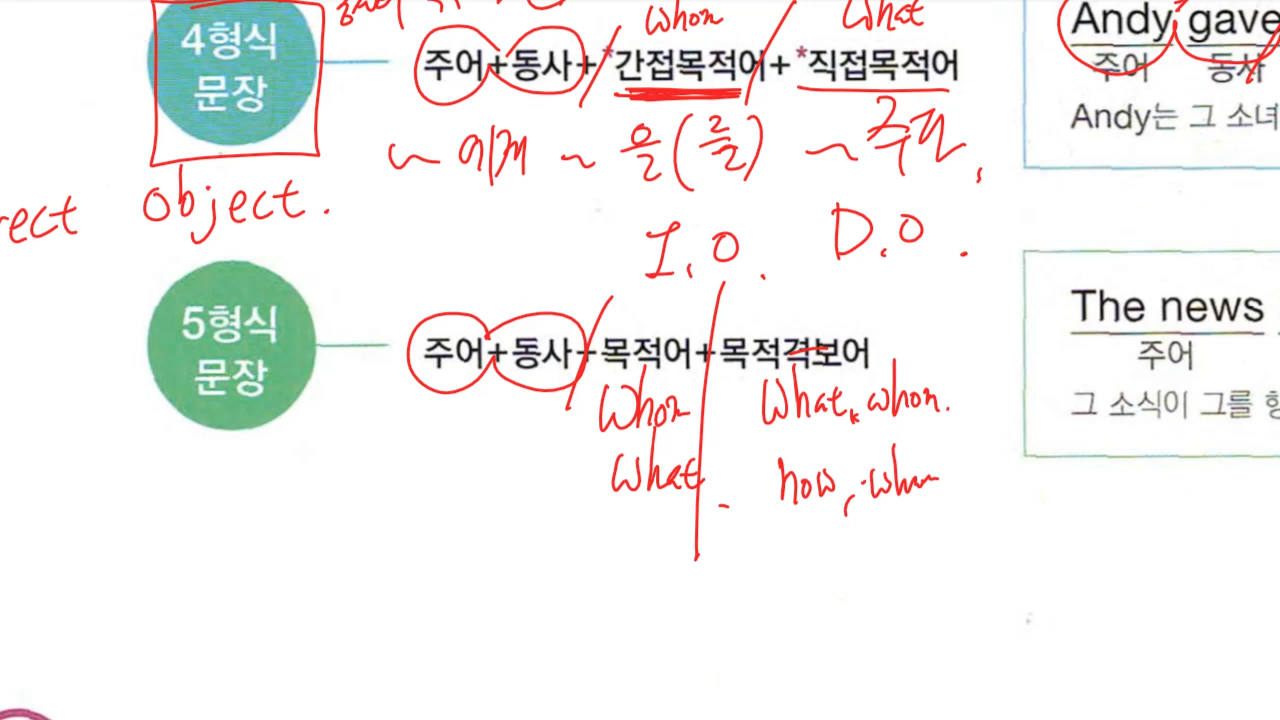 whom what
4형식 문장
주어+동사+*간접목적어+*직접목적어
~에게 ~을(를) ~주다.
Andy gave
주어 동사
Andy는 그 소녀
rect Object.
I.O. D.O.
5형식 문장
주어+동사+목적어+목적격보어
Whom What, whom.
What how,
The news
주어
그 소식이 그를 행